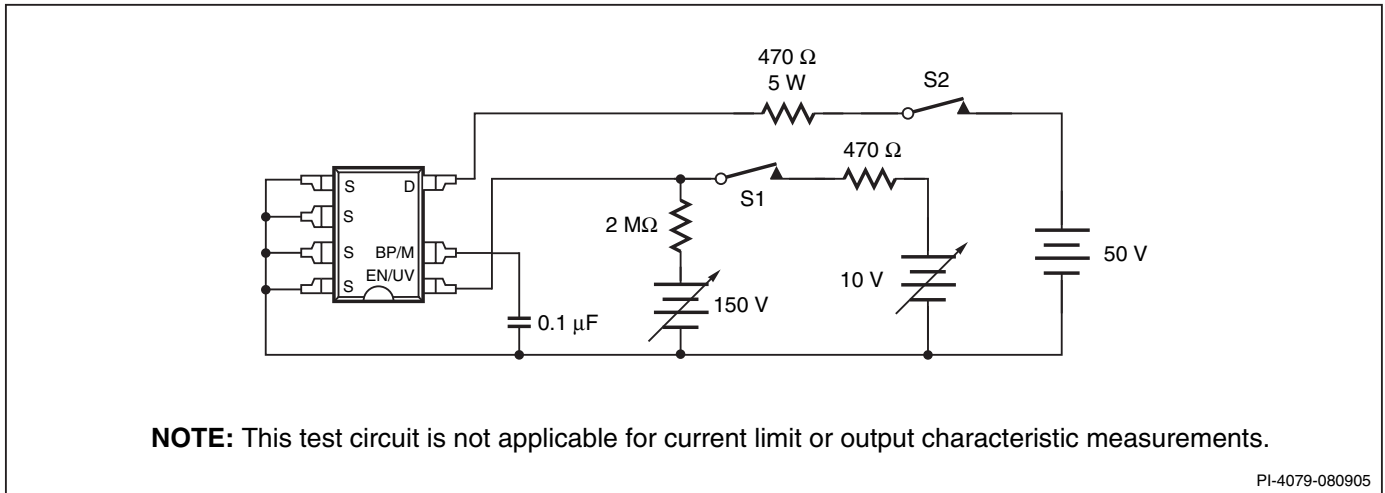 470 Ω
5 W
S2
470 Ω
S D
S1
S
2 MΩ
S BP/M
EN/UV
S
50 V
10 V
150 V
0.1 μF
NOTE: This test circuit is not applicable for current limit or output characteristic measurements.
PI-4079-080905